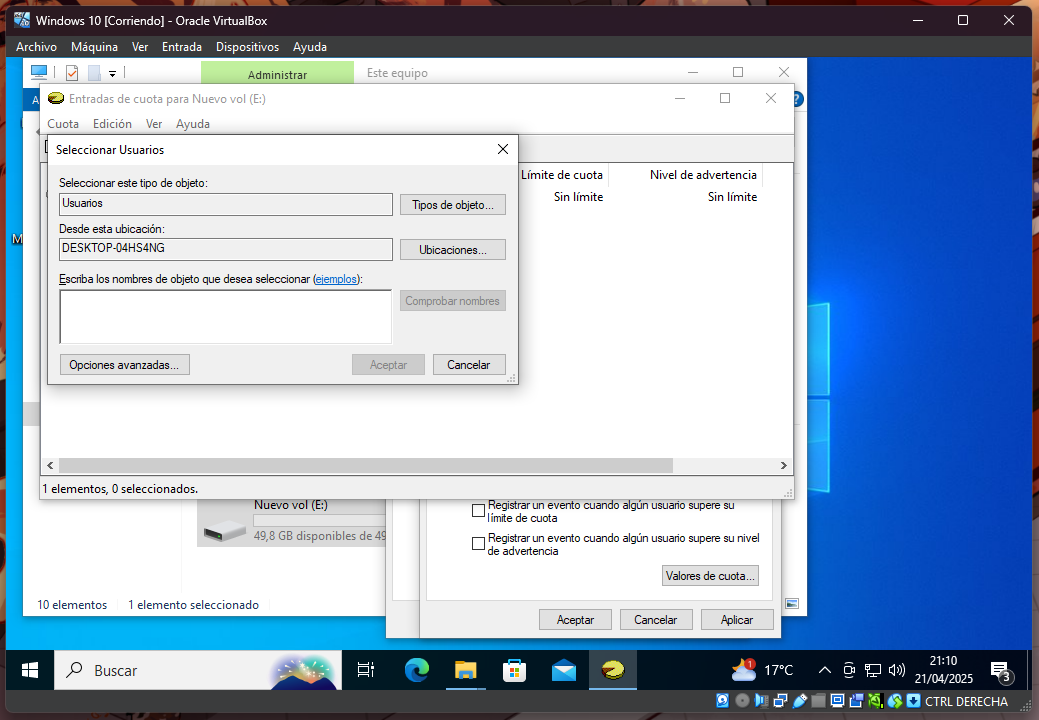 Windows 10 [Corriendo] - Oracle VirtualBox
Archivo Máquina Ver Entrada Dispositivos Ayuda
Administrar Este equipo
Entradas de cuota para Nuevo vol (E:)
Cuota Edición Ver Ayuda
Seleccionar Usuarios
Límite de cuota Nivel de advertencia
Sin límite Sin límite
Seleccionar este tipo de objeto:
Usuarios
Tipos de objeto...
Desde esta ubicación:
DESKTOP-04HS4NG
Ubicaciones...
Escriba los nombres de objeto que desea seleccionar (ejemplos):
Comprobar nombres
Opciones avanzadas...
Aceptar Cancelar
1 elementos, 0 seleccionados.
Nuevo vol (E:)
49,8 GB disponibles de 49
Registrar un evento cuando algún usuario supere su
límite de cuota
Registrar un evento cuando algún usuario supere su nivel
de advertencia
Valores de cuota...
10 elementos 1 elemento seleccionado
Aceptar Cancelar Aplicar
Buscar
1
17°C
21:10
21/04/2025
3
CTRL DERECHA